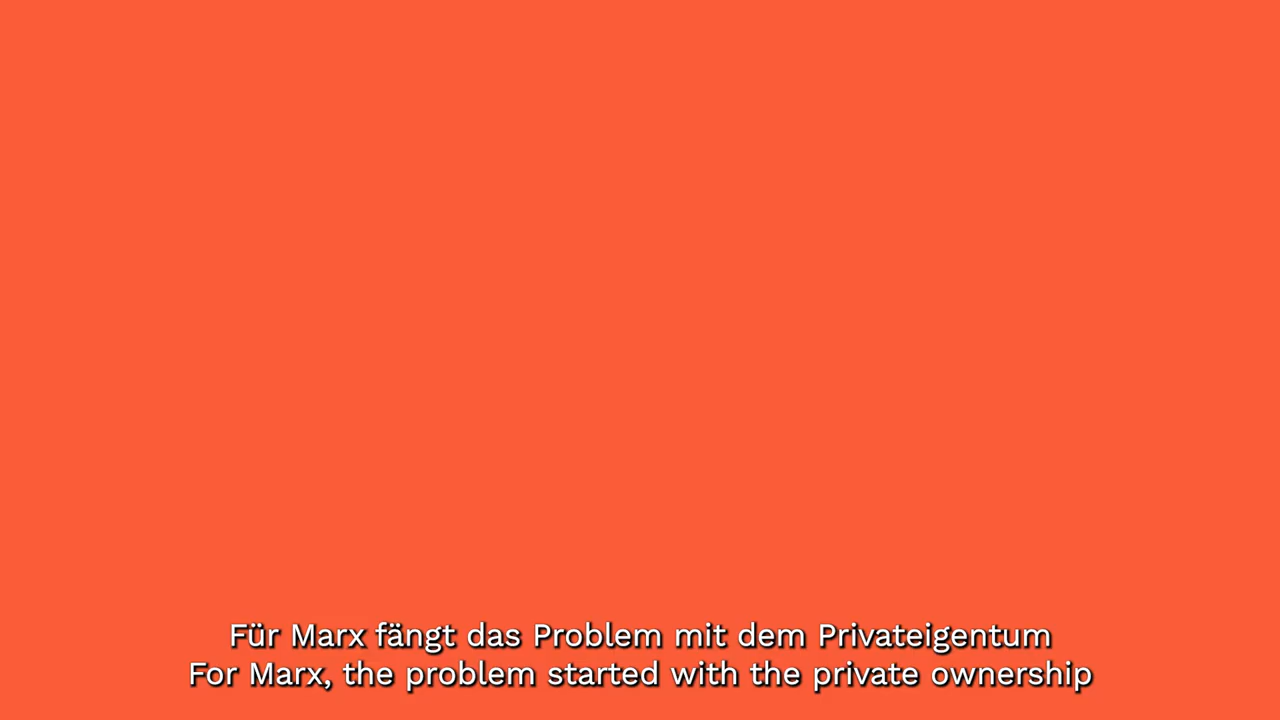 Für Marx fängt das Problem mit dem Privateigentum
For Marx, the problem started with the private ownership